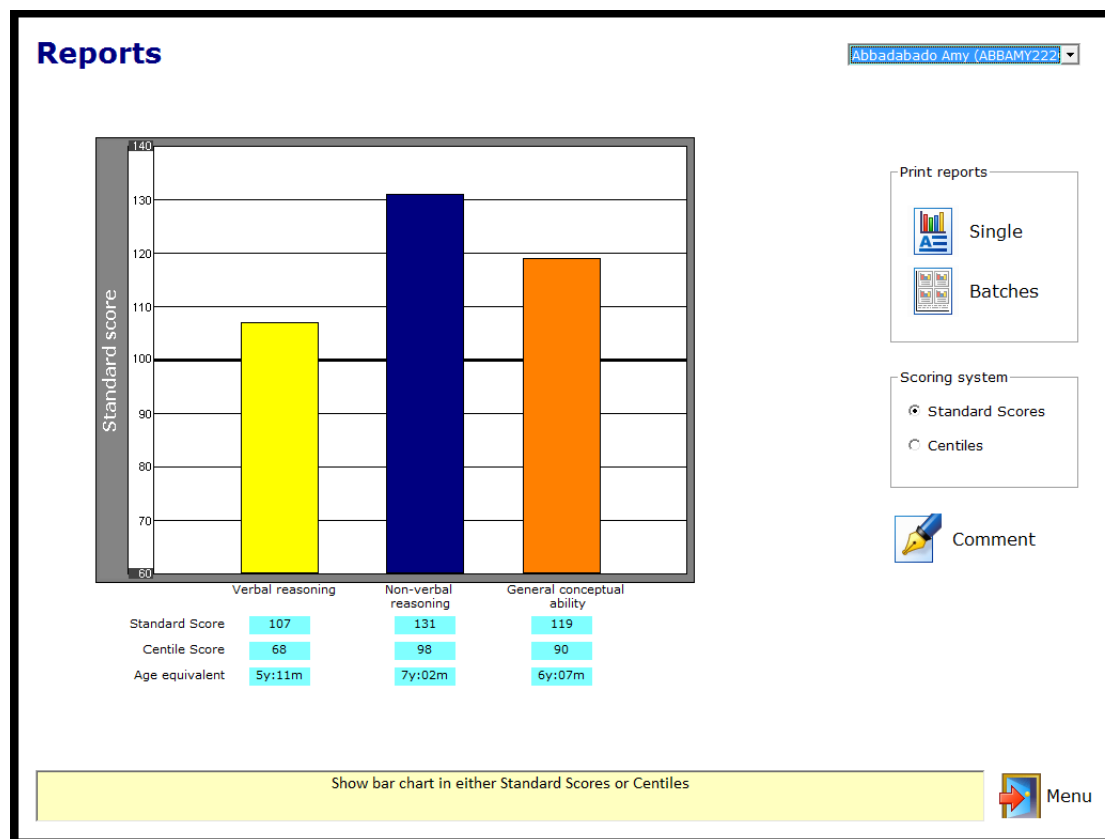 Reports
Abbadabado Amy (ABBAMY222
140
130
120
110
100
90
80
70
60
Standard score
Verbal reasoning
Non-verbal
reasoning
General conceptual
ability
Standard Score 107 131 119
Centile Score 68 98 90
Age equivalent 5y:11m 7y:02m 6y:07m
Print reports
Single
Batches
Scoring system
Standard Scores
Centiles
Comment
Show bar chart in either Standard Scores or Centiles
Menu